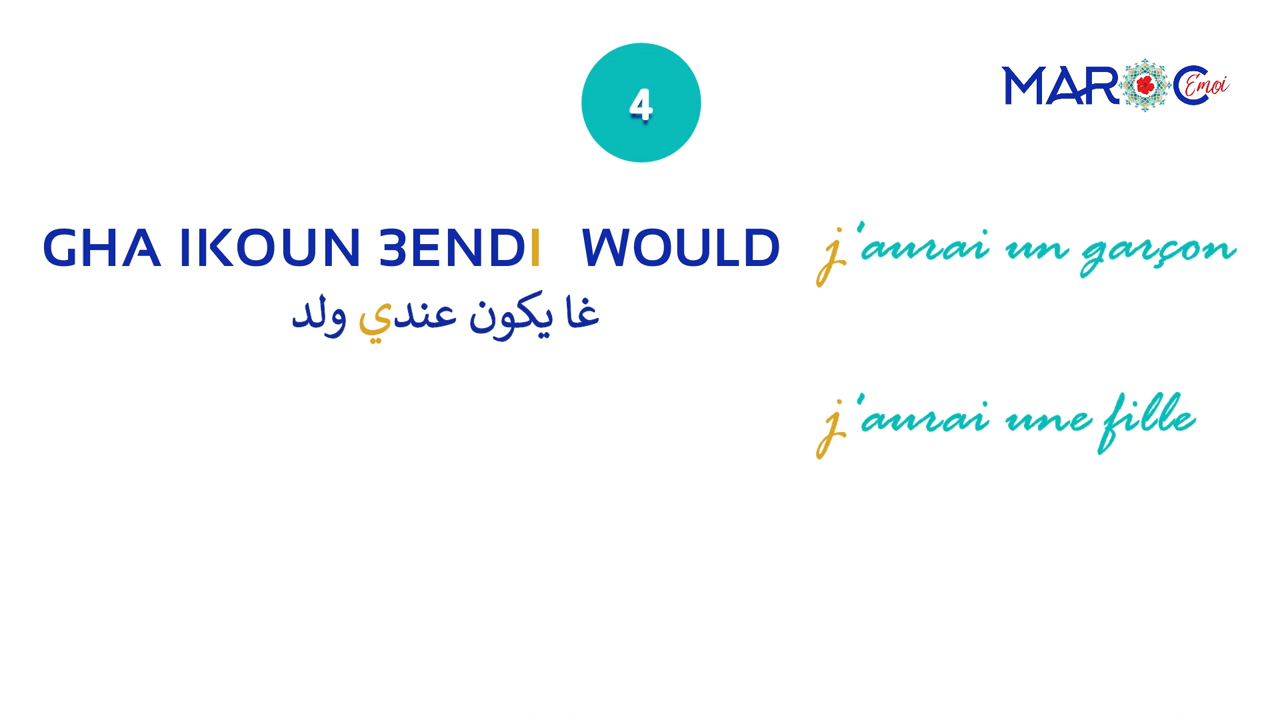 4
MAROC Emoi
GHA IKOUN 3ENDI WOULD j'aurai un garçon
غا يكون عندي ولد
j'aurai une fille